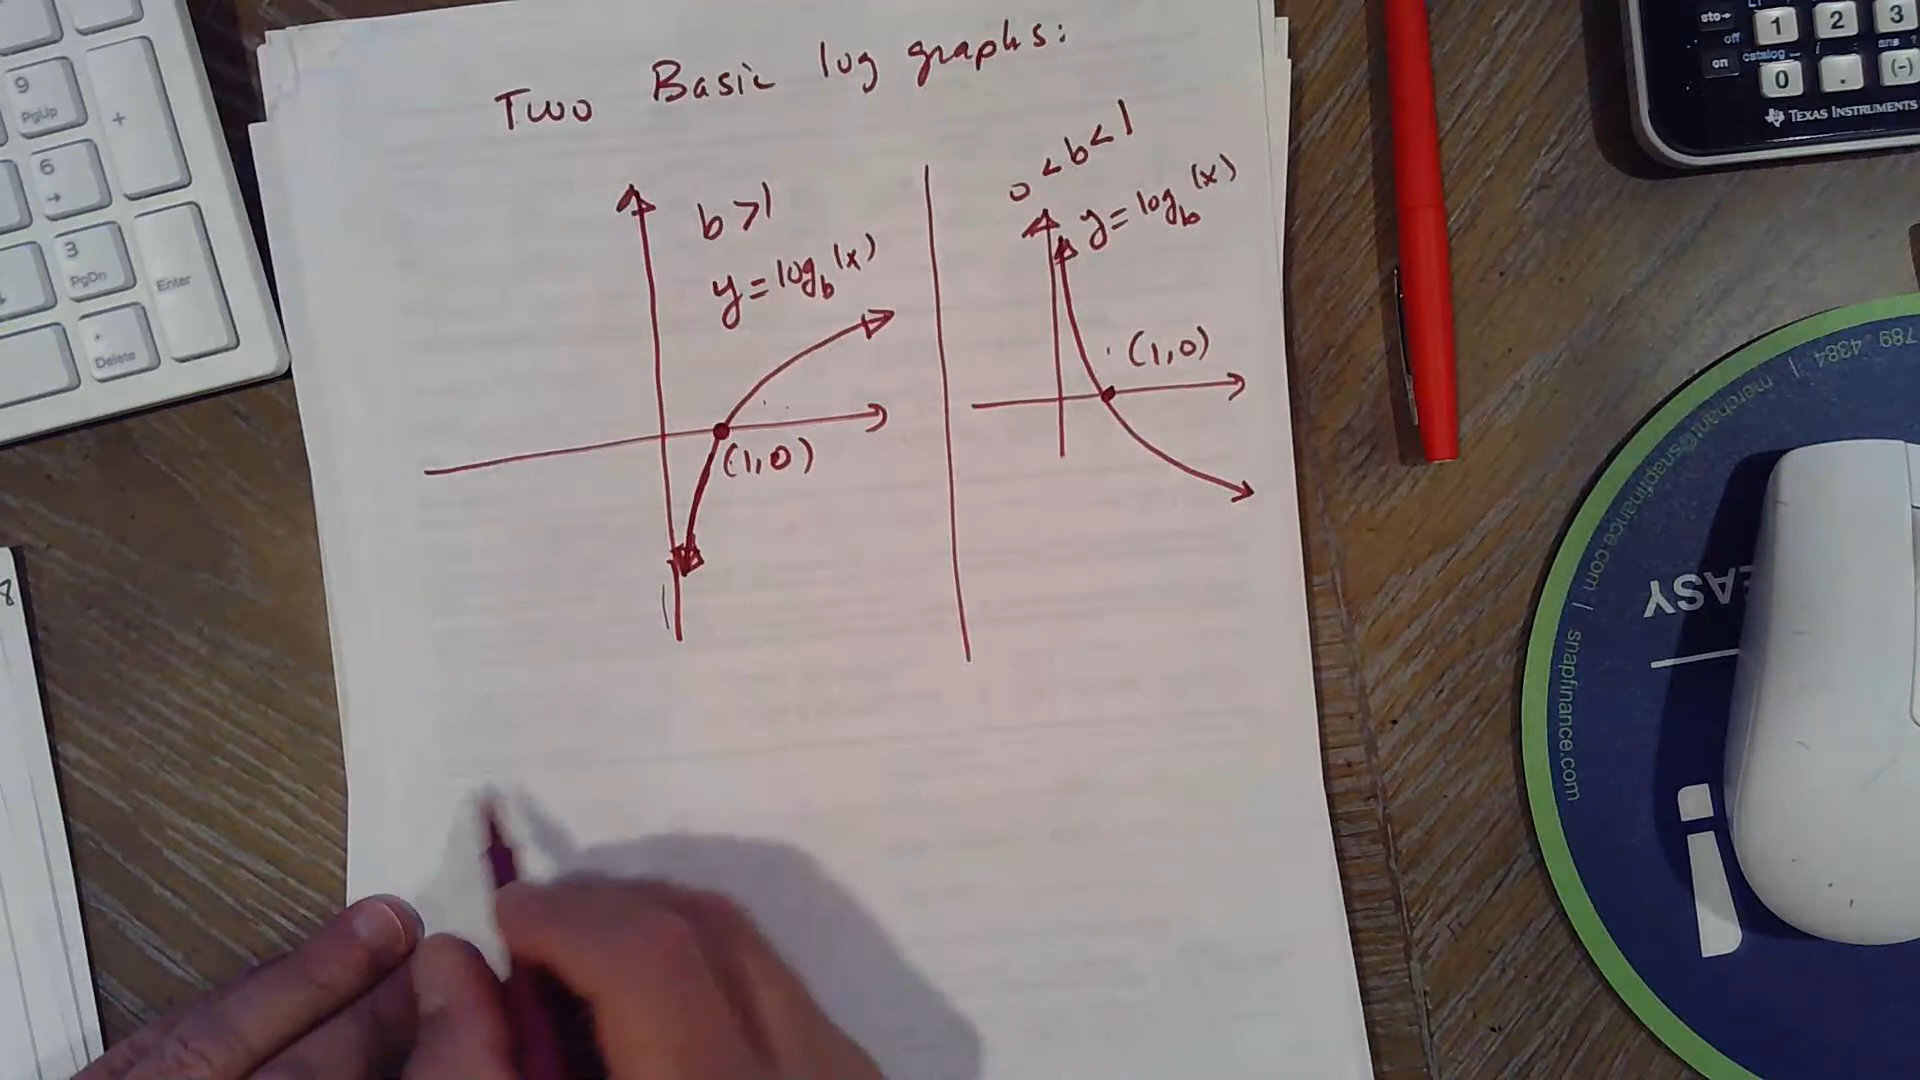 Two Basic log graphs:
b>1
y=log_b(x)
(1,0)
0<b<1
y=log_b(x)
(1,0)
9
PgUp
+
6
→
3
PgDn
Enter
.
Delete
8
sto→
1
2
3
off
on
catalog
0
.
ans
(-)
TEXAS INSTRUMENTS
789 4384
merchant@snapfinance.com | snapfinance.com
EASY